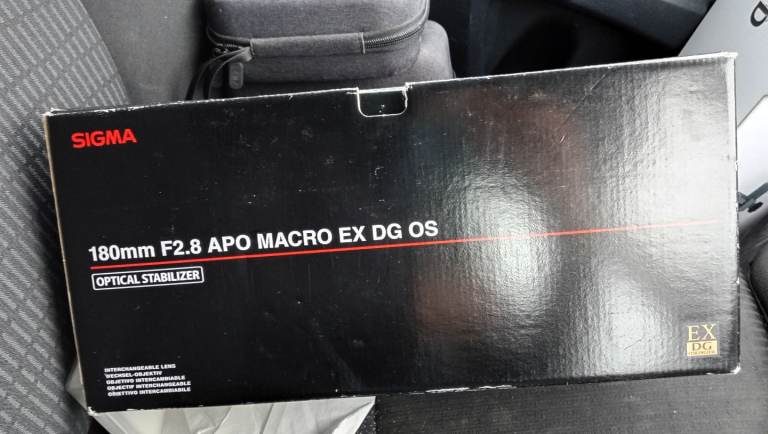 SIGMA
180mm F2.8 APO MACRO EX DG OS
OPTICAL STABILIZER
EX
DG
INTERCHANGEABLE LENS
WECHSEL-OBJEKTIV
OBJETIVO INTERCAMBIABLE
OBJECTIF INTERCHANGEABLE
OBIETTIVO INTERCAMBIABILE